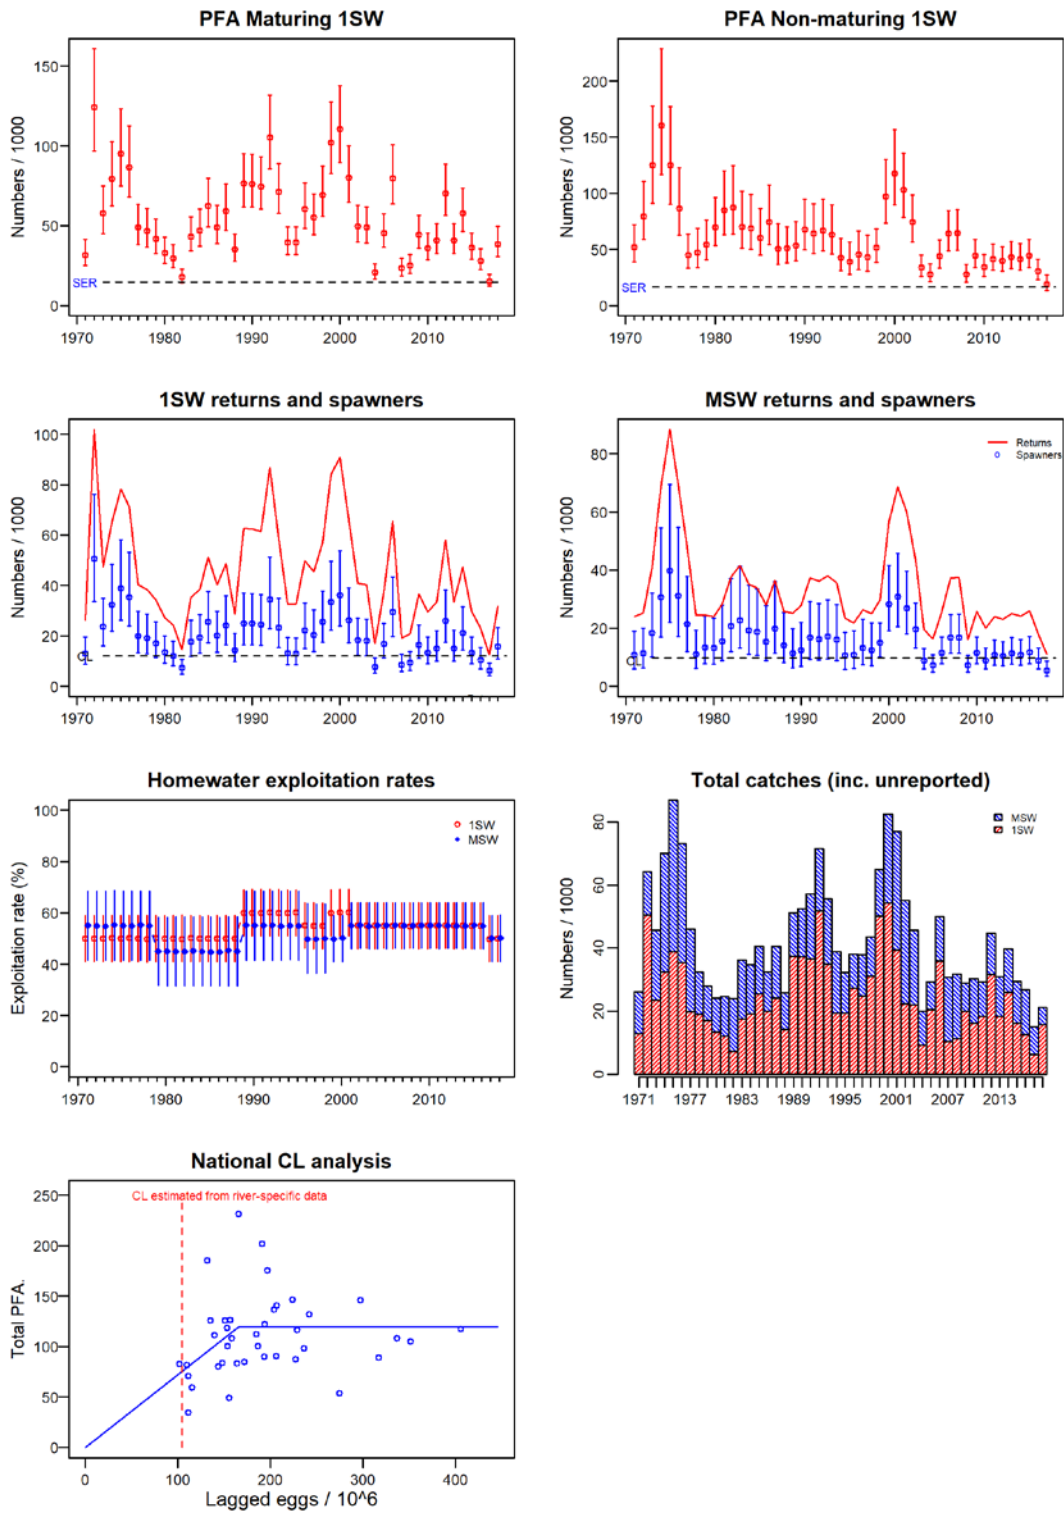 PFA Maturing 1SW
Numbers / 1000
150
100
50
0
SER
1970 1980 1990 2000 2010
PFA Non-maturing 1SW
Numbers / 1000
200
150
100
50
0
SER
1970 1980 1990 2000 2010
1SW returns and spawners
Numbers / 1000
100
80
60
40
20
0
CL
1970 1980 1990 2000 2010
MSW returns and spawners
Numbers / 1000
80
60
40
20
0
Returns
Spawners
CL
1970 1980 1990 2000 2010
Homewater exploitation rates
Exploitation rate (%)
100
80
60
40
20
0
1SW
MSW
1970 1980 1990 2000 2010
Total catches (inc. unreported)
Numbers / 1000
80
60
40
20
0
MSW
1SW
1971 1977 1983 1989 1995 2001 2007 2013
National CL analysis
Total PFA.
250
200
150
100
50
0
CL estimated from river-specific data
0 100 200 300 400
Lagged eggs / 10^6